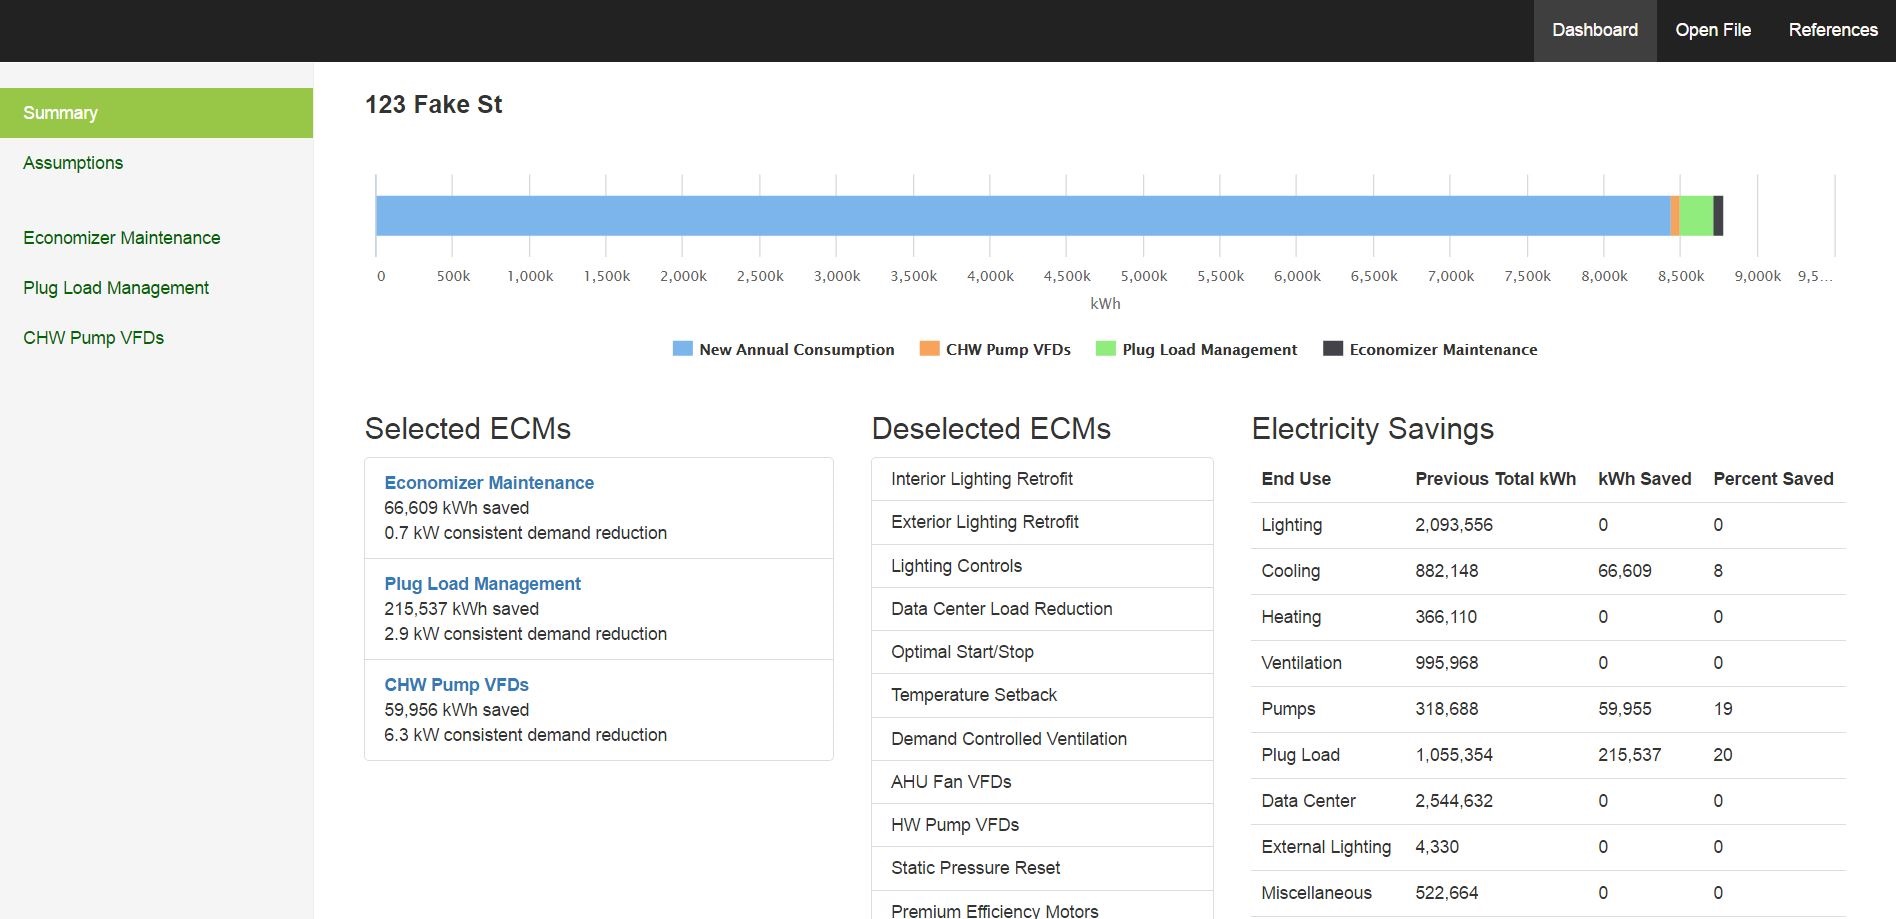 Dashboard Open File References
Summary
Assumptions
Economizer Maintenance
Plug Load Management
CHW Pump VFDs
123 Fake St
0 500k 1,000k 1,500k 2,000k 2,500k 3,000k 3,500k 4,000k 4,500k 5,000k 5,500k 6,000k 6,500k 7,000k 7,500k 8,000k 8,500k 9,000k 9,5...
kWh
New Annual Consumption CHW Pump VFDs Plug Load Management Economizer Maintenance
Selected ECMs
Economizer Maintenance
66,609 kWh saved
0.7 kW consistent demand reduction
Plug Load Management
215,537 kWh saved
2.9 kW consistent demand reduction
CHW Pump VFDs
59,956 kWh saved
6.3 kW consistent demand reduction
Deselected ECMs
Interior Lighting Retrofit
Exterior Lighting Retrofit
Lighting Controls
Data Center Load Reduction
Optimal Start/Stop
Temperature Setback
Demand Controlled Ventilation
AHU Fan VFDs
HW Pump VFDs
Static Pressure Reset
Premium Efficiency Motors
Electricity Savings
End Use Previous Total kWh kWh Saved Percent Saved
Lighting 2,093,556 0 0
Cooling 882,148 66,609 8
Heating 366,110 0 0
Ventilation 995,968 0 0
Pumps 318,688 59,955 19
Plug Load 1,055,354 215,537 20
Data Center 2,544,632 0 0
External Lighting 4,330 0 0
Miscellaneous 522,664 0 0